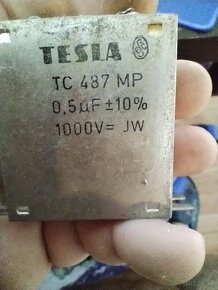 TESLA
TC 487 MP
0,5µF ±10%
1000V= JW